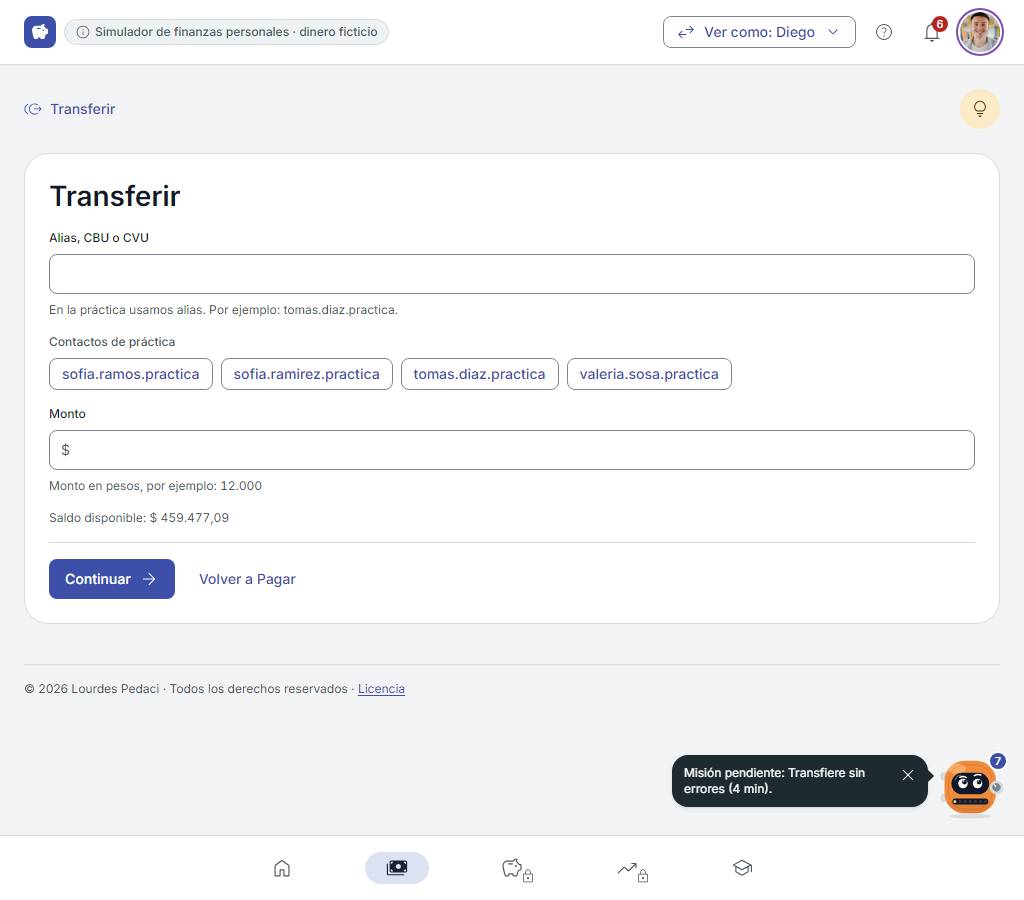 Simulador de finanzas personales · dinero ficticio
Ver como: Diego
6
Transferir
Transferir
Alias, CBU o CVU
En la práctica usamos alias. Por ejemplo: tomas.diaz.practica.
Contactos de práctica
sofia.ramos.practica
sofia.ramirez.practica
tomas.diaz.practica
valeria.sosa.practica
Monto
$
Monto en pesos, por ejemplo: 12.000
Saldo disponible: $ 459.477,09
Continuar
Volver a Pagar
© 2026 Lourdes Pedaci · Todos los derechos reservados · Licencia
Misión pendiente: Transfiere sin
errores (4 min).
7